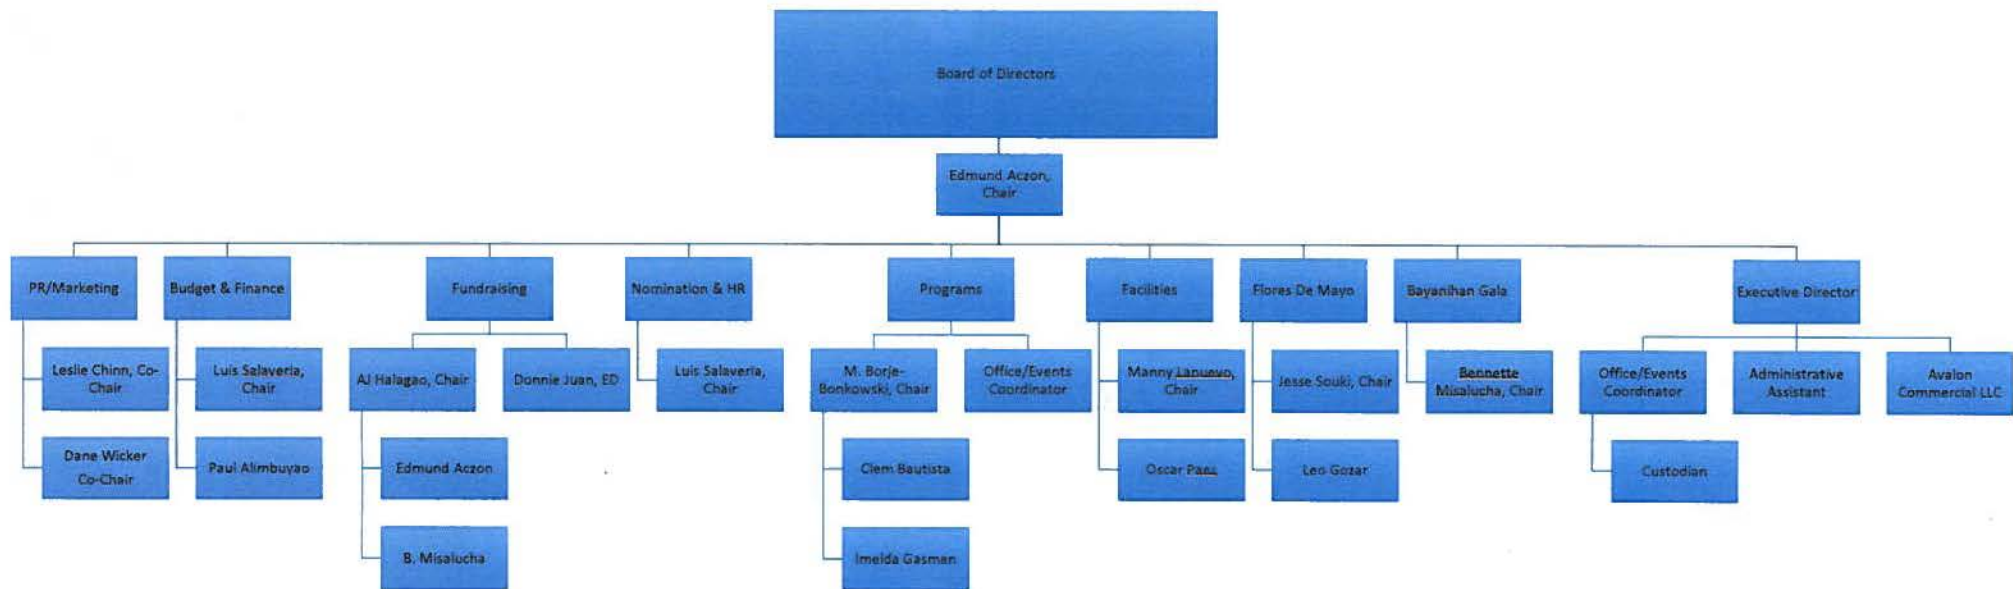 Board of Directors
Edmund Aczon,
Chair
PR/Marketing
Budget & Finance
Fundraising
Nomination & HR
Programs
Facilities
Flores De Mayo
Bayanihan Gala
Executive Director
Leslie Chinn, Co-
Chair
Luis Salaveria,
Chair
AJ Halagao, Chair
Donnie Juan, ED
Luis Salaveria,
Chair
M. Borje-
Bonkowski, Chair
Office/Events
Coordinator
Manny Lanuevo,
Chair
Jesse Souki, Chair
Bennette
Misalucha, Chair
Office/Events
Coordinator
Administrative
Assistant
Avalon
Commercial LLC
Dane Wicker
Co-Chair
Paul Alimbuyao
Edmund Aczon
Clem Bautista
Oscar Paez
Leo Gozar
Custodian
B. Misalucha
Imelda Gasmen